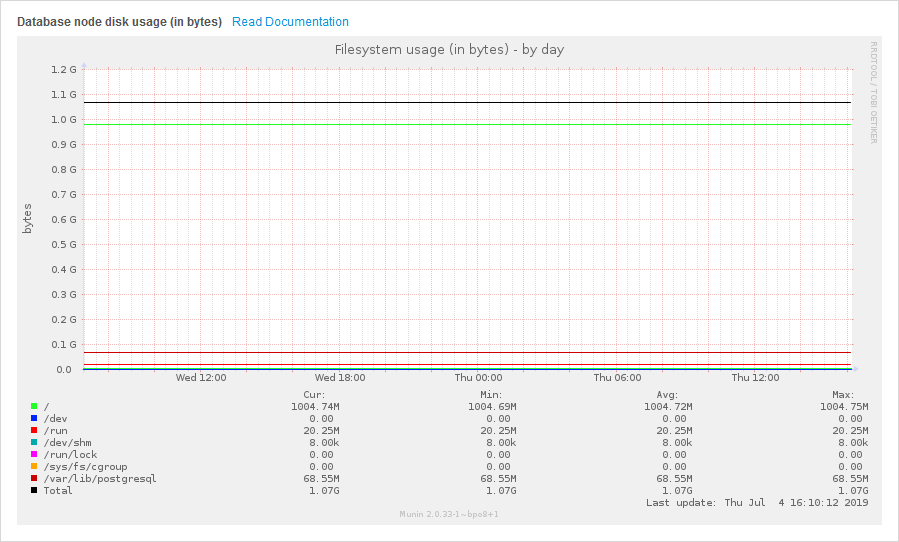 Database node disk usage (in bytes) Read Documentation
Filesystem usage (in bytes) - by day
RRDTOOL / TOBI OETIKER
bytes
1.2 G
1.1 G
1.0 G
0.9 G
0.8 G
0.7 G
0.6 G
0.5 G
0.4 G
0.3 G
0.2 G
0.1 G
0.0
Wed 12:00 Wed 18:00 Thu 00:00 Thu 06:00 Thu 12:00
Cur: Min: Avg: Max:
/ 1004.74M 1004.69M 1004.72M 1004.75M
/dev 0.00 0.00 0.00 0.00
/run 20.25M 20.25M 20.25M 20.25M
/dev/shm 8.00k 8.00k 8.00k 8.00k
/run/lock 0.00 0.00 0.00 0.00
/sys/fs/cgroup 0.00 0.00 0.00 0.00
/var/lib/postgresql 68.55M 68.55M 68.55M 68.55M
Total 1.07G 1.07G 1.07G 1.07G
Last update: Thu Jul 4 16:10:12 2019
Munin 2.0.33-1~bpo8+1